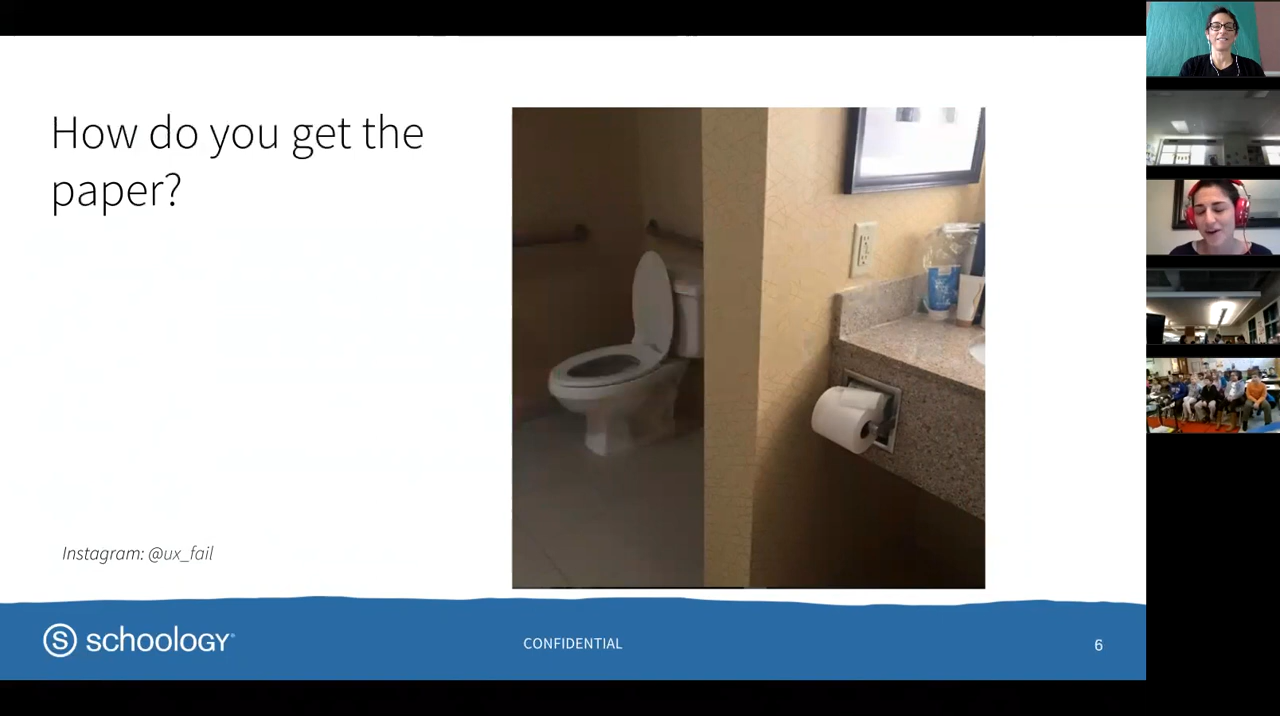 How do you get the
paper?
Instagram: @ux_fail
S schoology®
CONFIDENTIAL
6